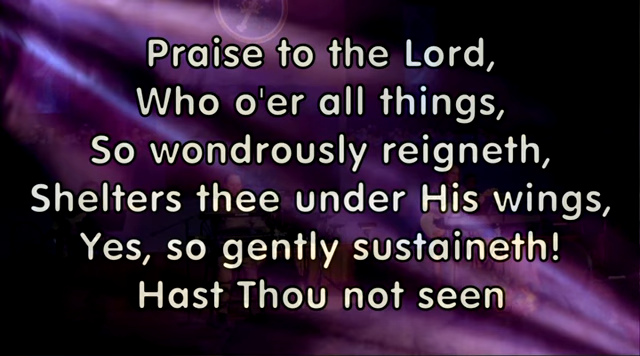 Praise to the Lord,
Who o'er all things,
So wondrously reigneth,
Shelters thee under His wings,
Yes, so gently sustaineth!
Hast Thou not seen